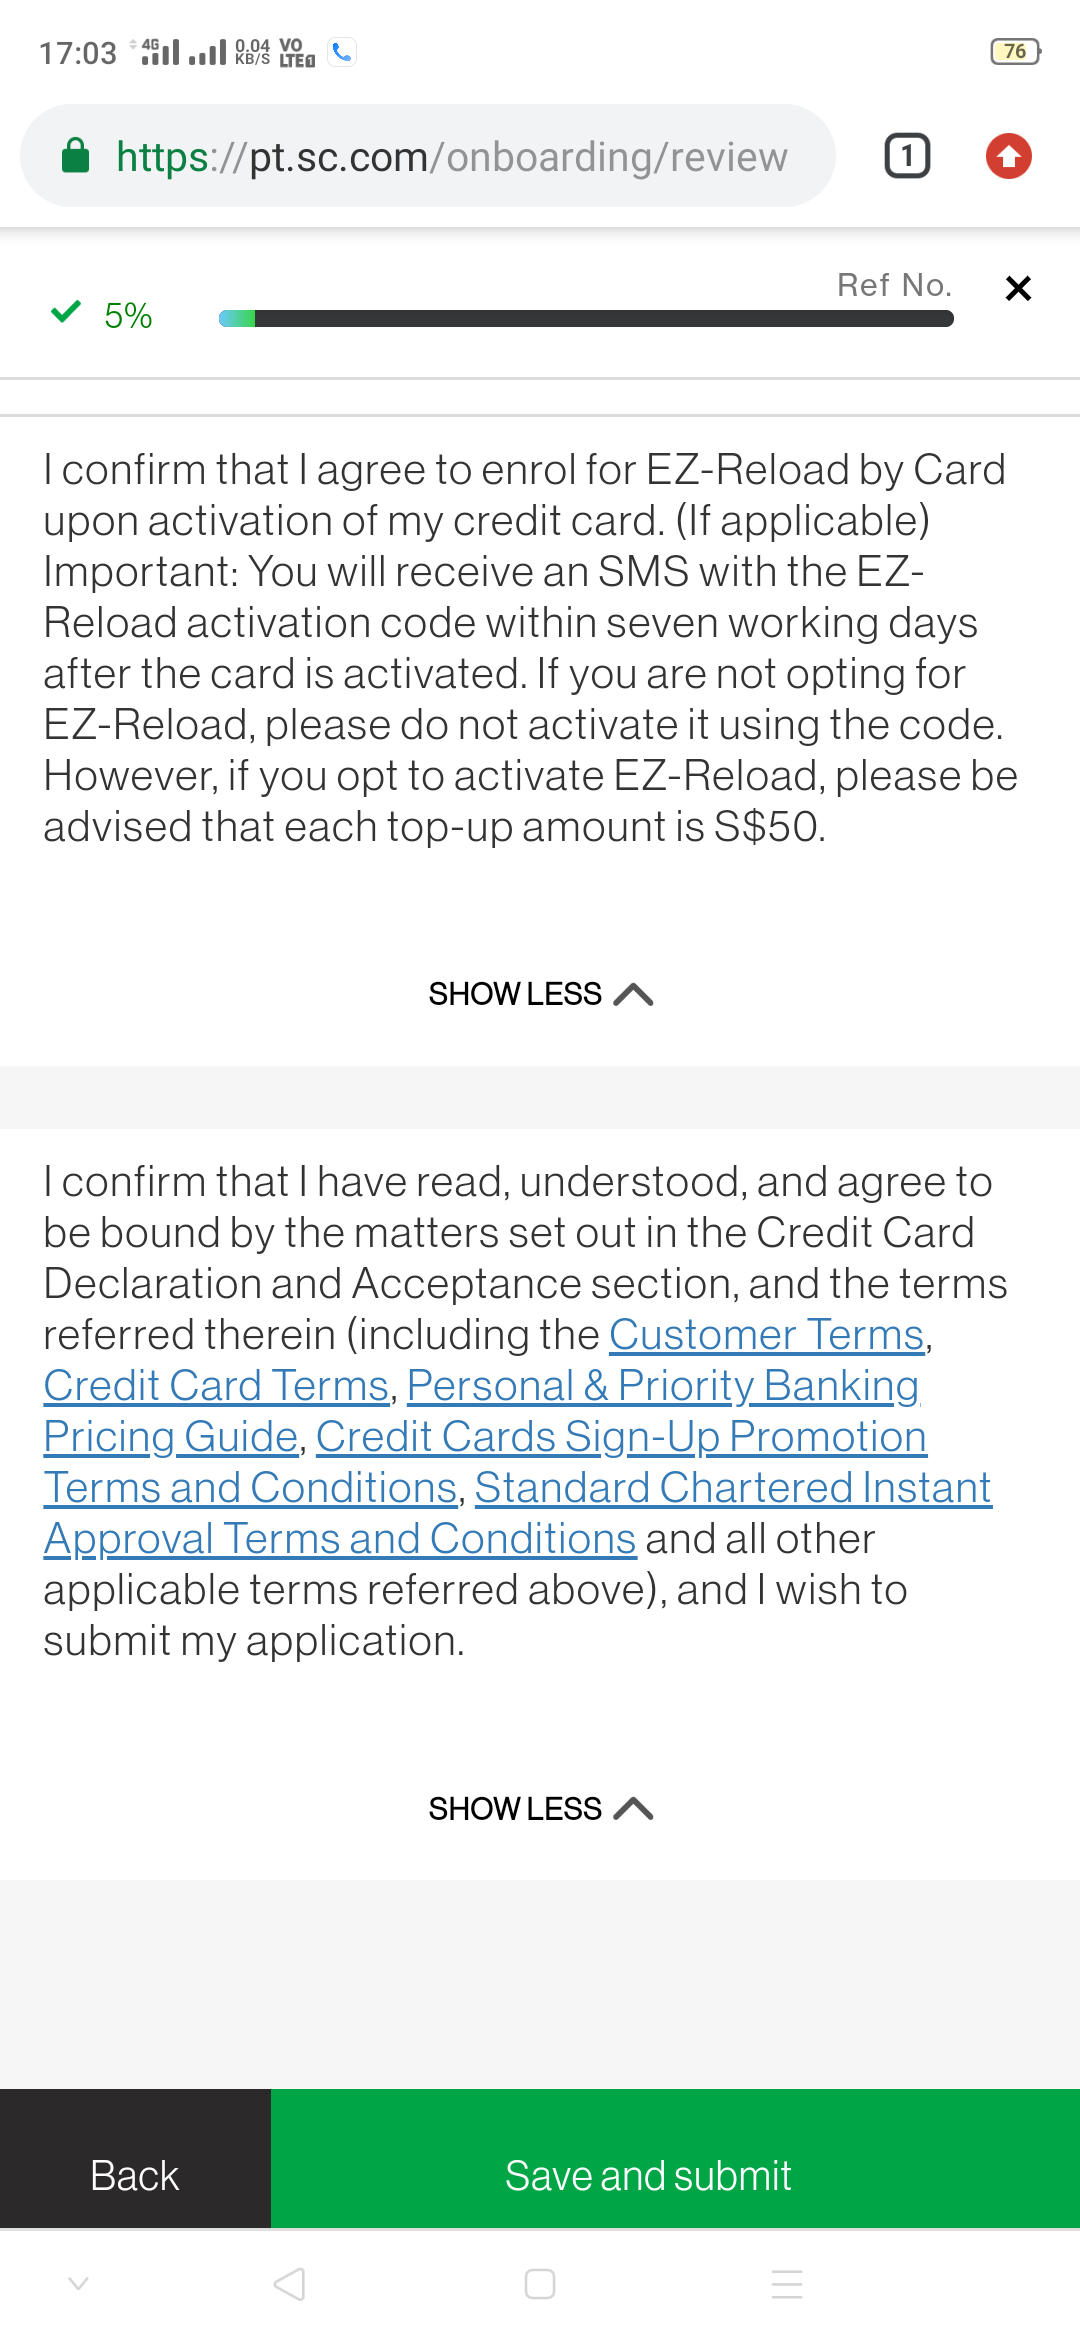 17:03 4G 0.04 KB/S VO LTE 1 76
https://pt.sc.com/onboarding/review 1
Ref No.
5%
I confirm that I agree to enrol for EZ-Reload by Card
upon activation of my credit card. (If applicable)
Important: You will receive an SMS with the EZ-
Reload activation code within seven working days
after the card is activated. If you are not opting for
EZ-Reload, please do not activate it using the code.
However, if you opt to activate EZ-Reload, please be
advised that each top-up amount is S$50.
SHOW LESS
I confirm that I have read, understood, and agree to
be bound by the matters set out in the Credit Card
Declaration and Acceptance section, and the terms
referred therein (including the Customer Terms,
Credit Card Terms, Personal & Priority Banking
Pricing Guide, Credit Cards Sign-Up Promotion
Terms and Conditions, Standard Chartered Instant
Approval Terms and Conditions and all other
applicable terms referred above), and I wish to
submit my application.
SHOW LESS
Back Save and submit